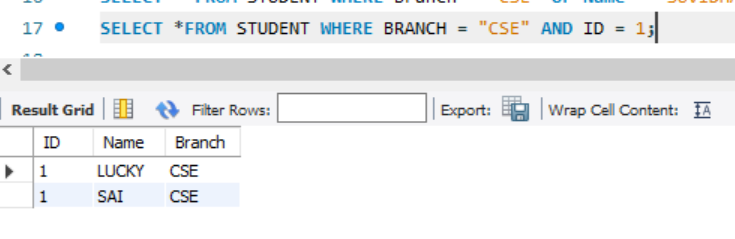 17 SELECT *FROM STUDENT WHERE BRANCH = "CSE" AND ID = 1;
Result Grid Filter Rows: Export: Wrap Cell Content: IA
ID Name Branch
1 LUCKY CSE
1 SAI CSE